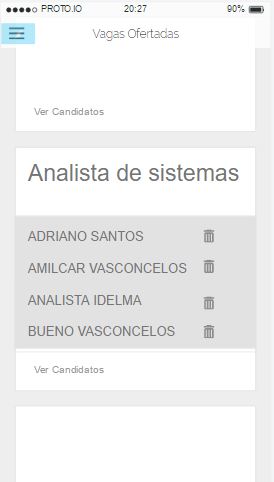 PROTO.IO 20:27 90%
Vagas Ofertadas
Ver Candidatos
Analista de sistemas
ADRIANO SANTOS
AMILCAR VASCONCELOS
ANALISTA IDELMA
BUENO VASCONCELOS
Ver Candidatos